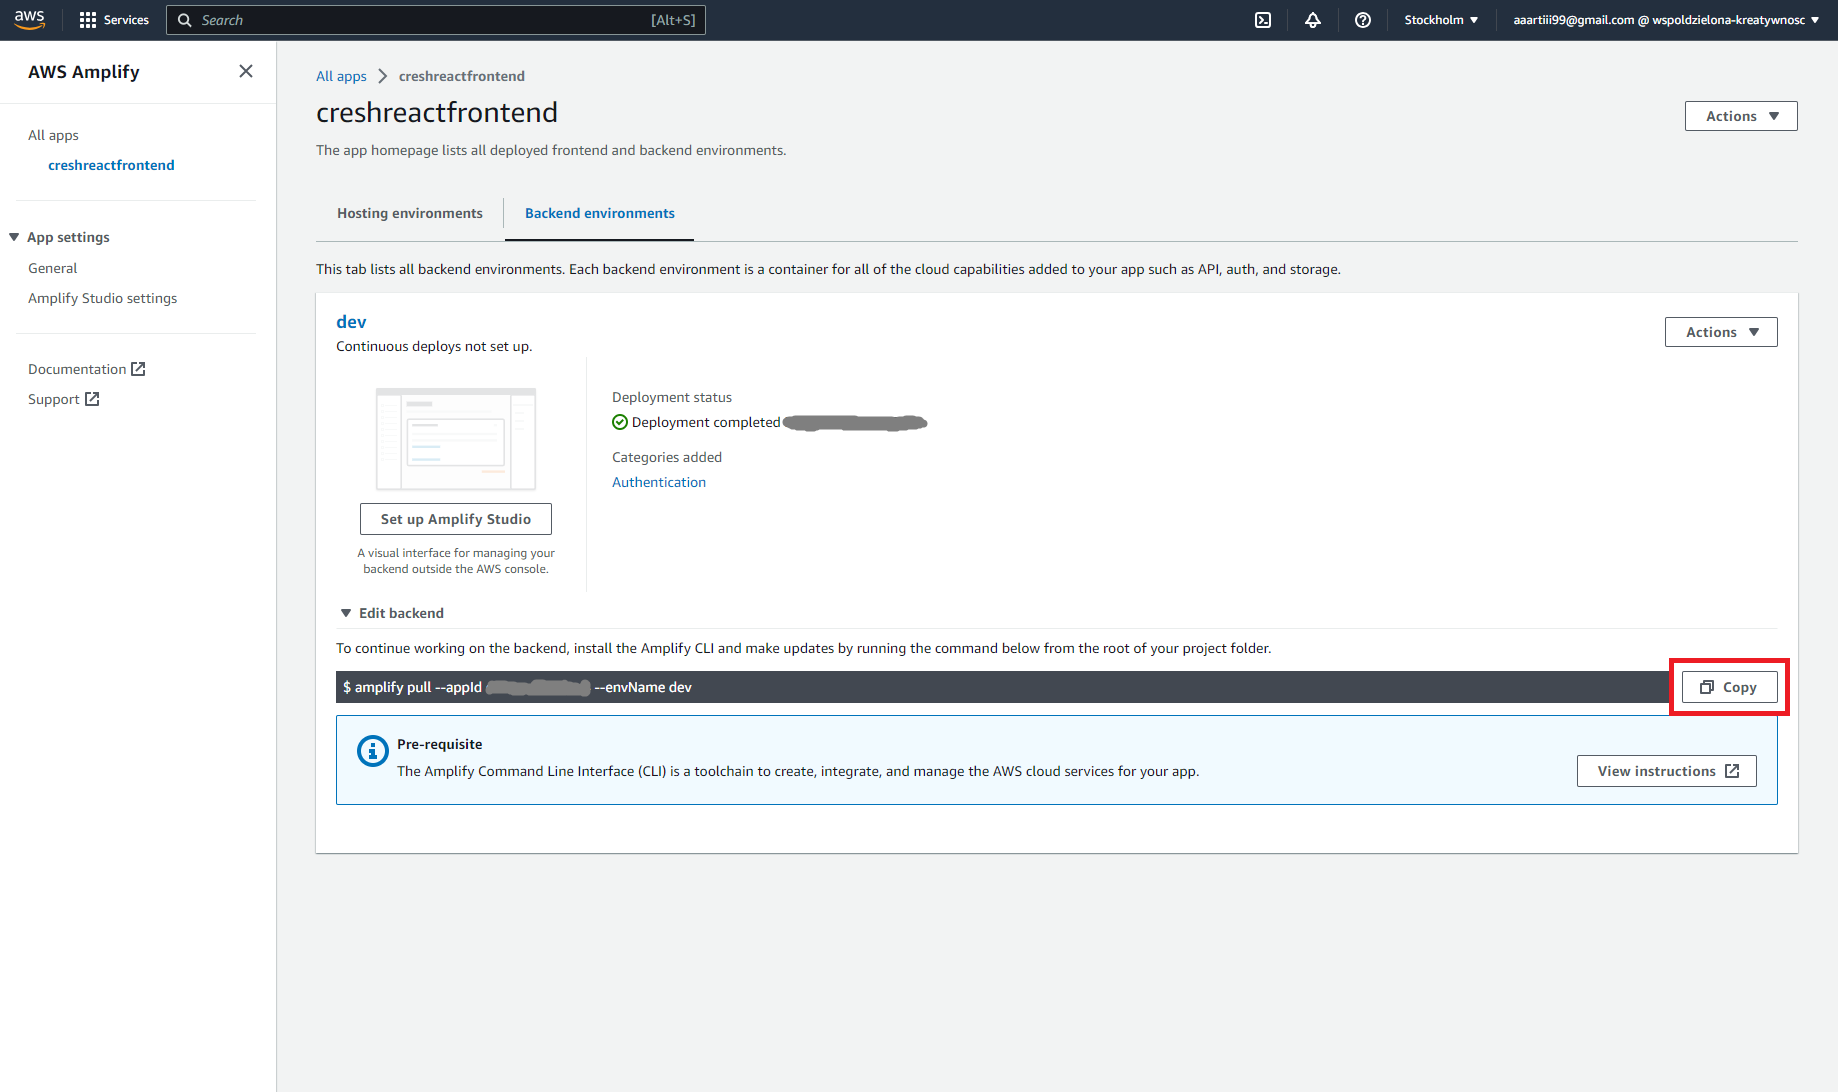 aws
Services
Search
[Alt+S]
Stockholm
aaartiii99@gmail.com @ wspoldzielona-kreatywnosc
AWS Amplify
All apps
creshreactfrontend
App settings
General
Amplify Studio settings
Documentation
Support
All apps
creshreactfrontend
creshreactfrontend
Actions
The app homepage lists all deployed frontend and backend environments.
Hosting environments
Backend environments
This tab lists all backend environments. Each backend environment is a container for all of the cloud capabilities added to your app such as API, auth, and storage.
dev
Actions
Continuous deploys not set up.
Set up Amplify Studio
A visual interface for managing your
backend outside the AWS console.
Deployment status
Deployment completed
Categories added
Authentication
Edit backend
To continue working on the backend, install the Amplify CLI and make updates by running the command below from the root of your project folder.
$ amplify pull --appId --envName dev
Copy
Pre-requisite
The Amplify Command Line Interface (CLI) is a toolchain to create, integrate, and manage the AWS cloud services for your app.
View instructions